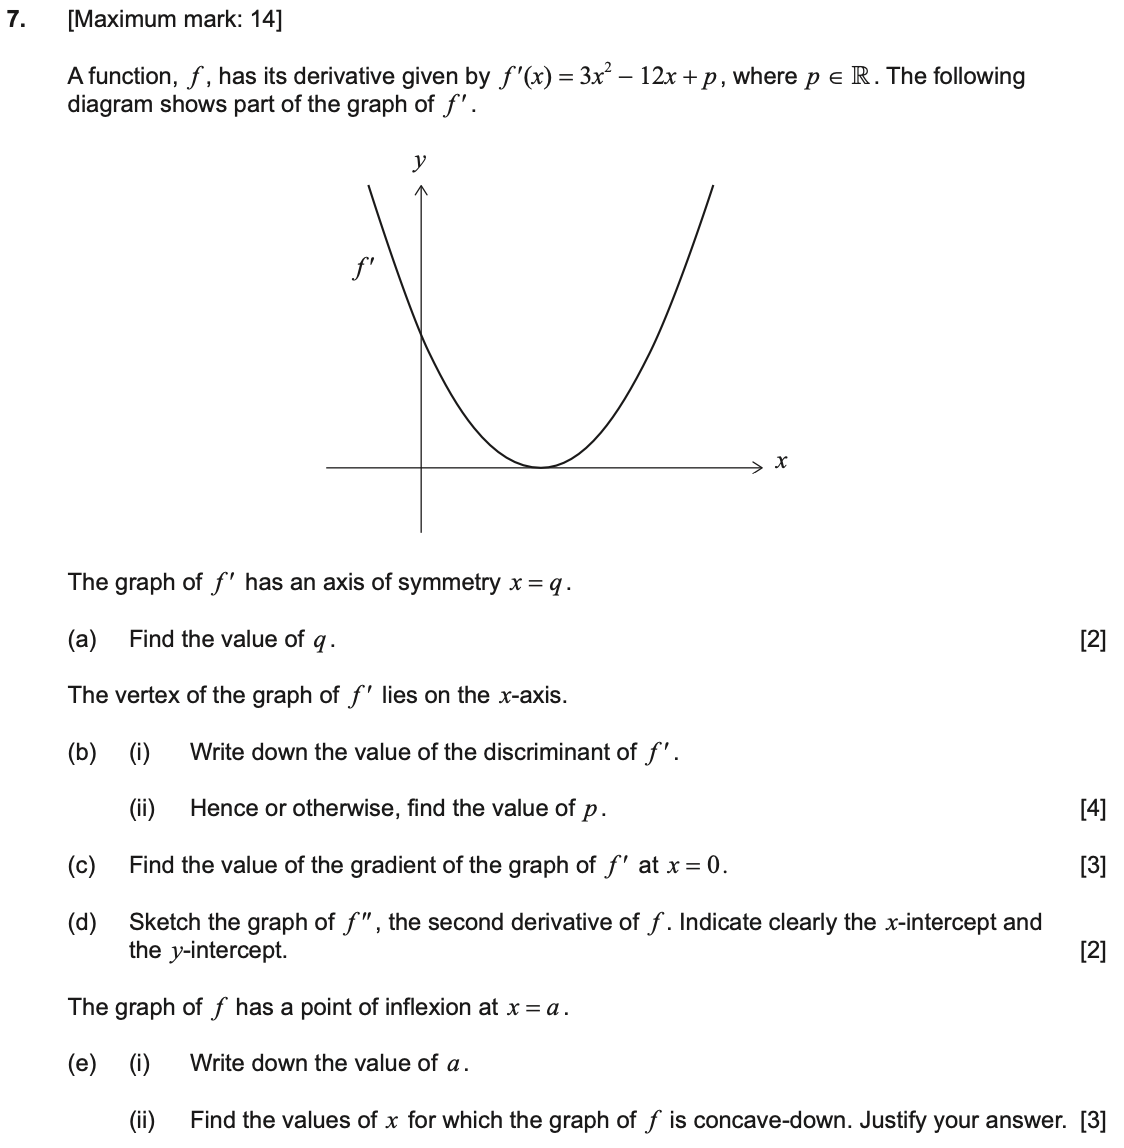 7. [Maximum mark: 14]
A function, f, has its derivative given by f′(x) = 3x² – 12x + p, where p ∈ ℝ. The following
diagram shows part of the graph of f′.
y
f′
x
The graph of f′ has an axis of symmetry x = q.
(a) Find the value of q. [2]
The vertex of the graph of f′ lies on the x-axis.
(b) (i) Write down the value of the discriminant of f′.
(ii) Hence or otherwise, find the value of p. [4]
(c) Find the value of the gradient of the graph of f′ at x = 0. [3]
(d) Sketch the graph of f″, the second derivative of f. Indicate clearly the x-intercept and
the y-intercept. [2]
The graph of f has a point of inflexion at x = a.
(e) (i) Write down the value of a.
(ii) Find the values of x for which the graph of f is concave-down. Justify your answer. [3]